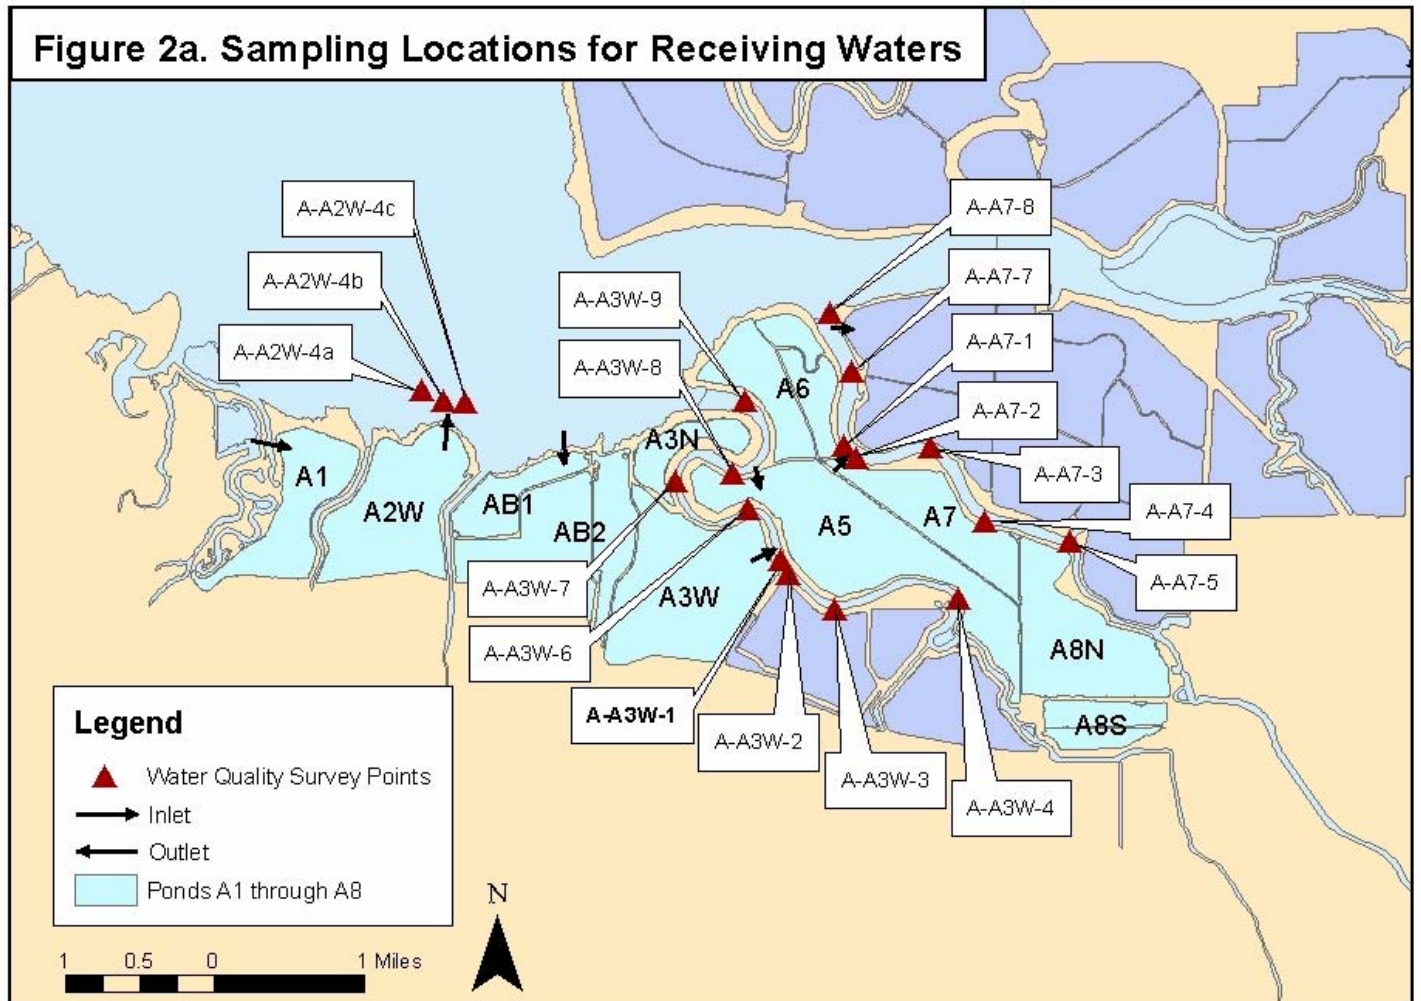 Figure 2a. Sampling Locations for Receiving Waters
A-A2W-4c
A-A2W-4b
A-A2W-4a
A-A3W-9
A-A3W-8
A-A7-8
A-A7-7
A-A7-1
A-A7-2
A-A7-3
A-A7-4
A-A7-5
A1
A2W
AB1
AB2
A3N
A3W
A5
A6
A7
A8N
A8S
A-A3W-7
A-A3W-6
A-A3W-1
A-A3W-2
A-A3W-3
A-A3W-4
Legend
Water Quality Survey Points
Inlet
Outlet
Ponds A1 through A8
N
1 0.5 0 1 Miles